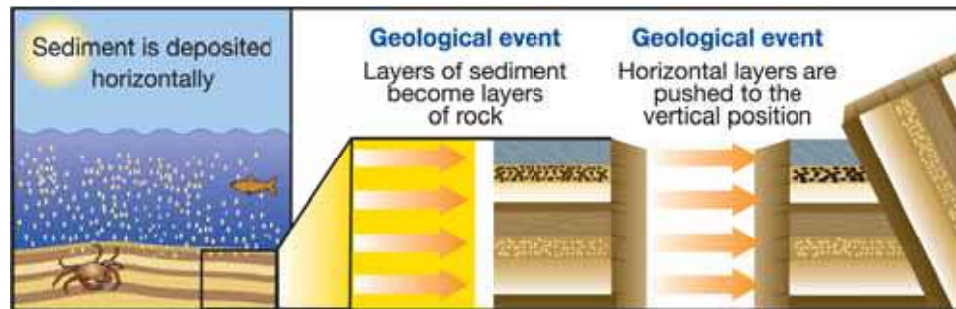 Sediment is deposited
horizontally
Geological event
Layers of sediment
become layers
of rock
Geological event
Horizontal layers are
pushed to the
vertical position